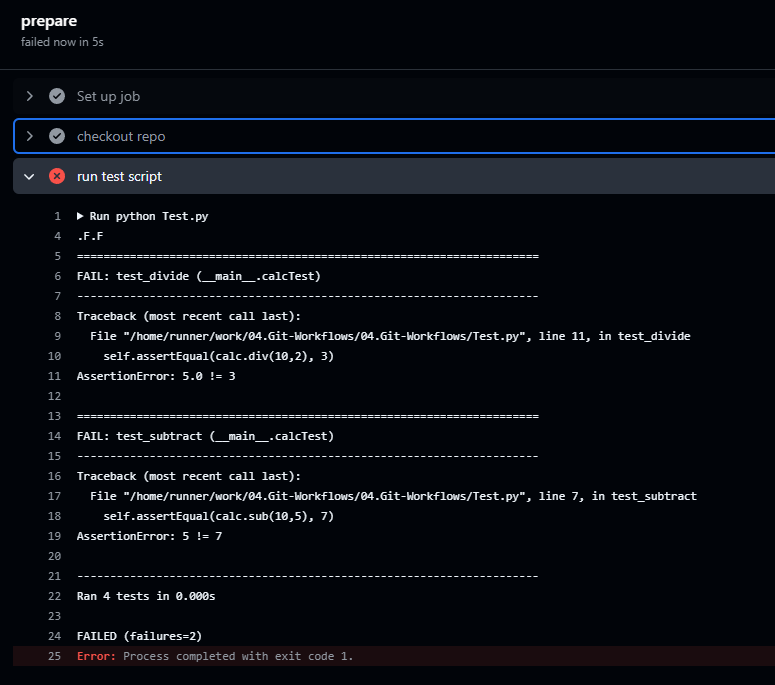 prepare
failed now in 5s
Set up job
checkout repo
run test script
1 Run python Test.py
4 .F.F
5 ======================================================================
6 FAIL: test_divide (__main__.calcTest)
7 ----------------------------------------------------------------------
8 Traceback (most recent call last):
9 File "/home/runner/work/04.Git-Workflows/04.Git-Workflows/Test.py", line 11, in test_divide
10 self.assertEqual(calc.div(10,2), 3)
11 AssertionError: 5.0 != 3
12
13 ======================================================================
14 FAIL: test_subtract (__main__.calcTest)
15 ----------------------------------------------------------------------
16 Traceback (most recent call last):
17 File "/home/runner/work/04.Git-Workflows/04.Git-Workflows/Test.py", line 7, in test_subtract
18 self.assertEqual(calc.sub(10,5), 7)
19 AssertionError: 5 != 7
20
21 ----------------------------------------------------------------------
22 Ran 4 tests in 0.000s
23
24 FAILED (failures=2)
25 Error: Process completed with exit code 1.